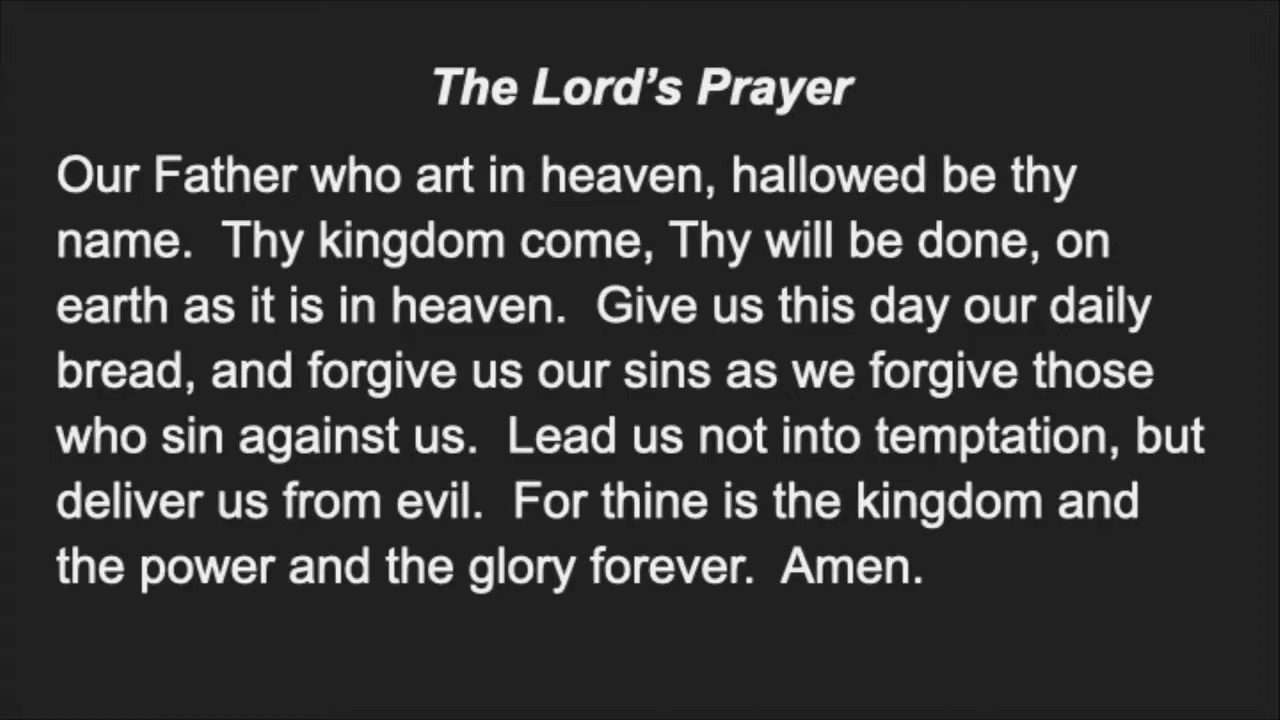 The Lord’s Prayer
Our Father who art in heaven, hallowed be thy
name.  Thy kingdom come, Thy will be done, on
earth as it is in heaven.  Give us this day our daily
bread, and forgive us our sins as we forgive those
who sin against us.  Lead us not into temptation, but
deliver us from evil.  For thine is the kingdom and
the power and the glory forever.  Amen.